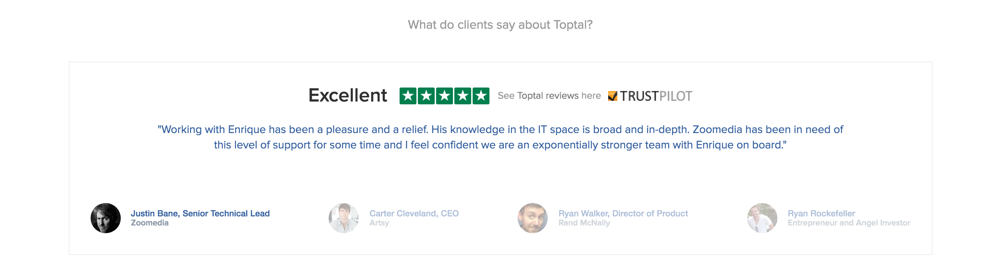 What do clients say about Toptal?
Excellent See Toptal reviews here TRUSTPILOT
"Working with Enrique has been a pleasure and a relief. His knowledge in the IT space is broad and in-depth. Zoomedia has been in need of
this level of support for some time and I feel confident we are an exponentially stronger team with Enrique on board."
Justin Bane, Senior Technical Lead
Zoomedia
Carter Cleveland, CEO
Artsy
Ryan Walker, Director of Product
Rand McNally
Ryan Rockefeller
Entrepreneur and Angel Investor